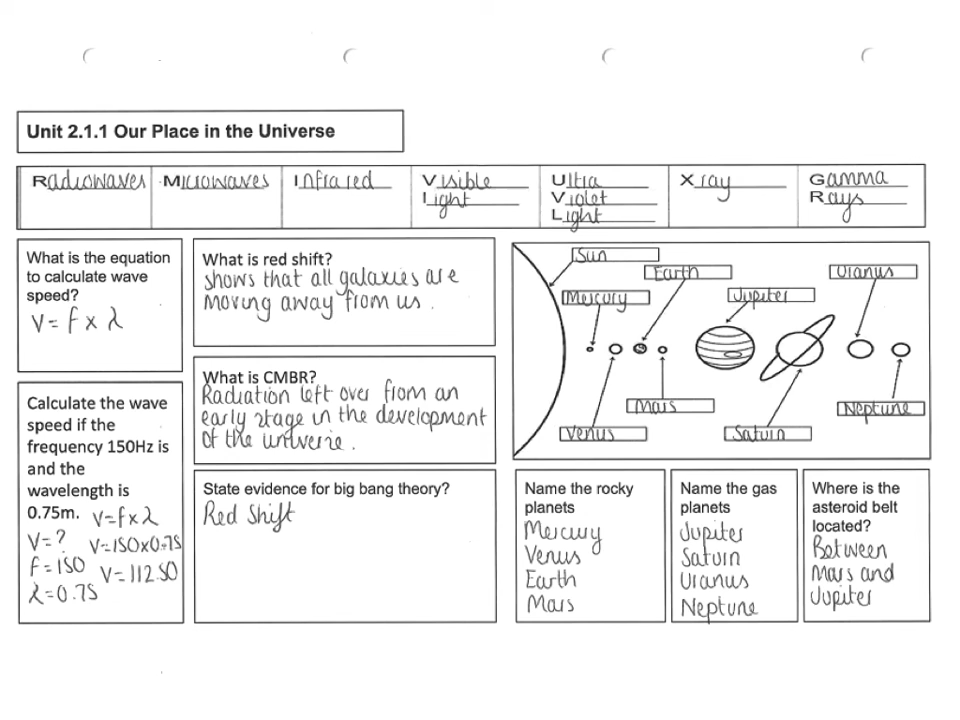 Unit 2.1.1 Our Place in the Universe
Radiowaves
Microwaves
Infrared
Visible
Light
Ultra
Violet
Light
X ray
Gamma
Rays
What is the equation
to calculate wave
speed?
V = f x λ
Calculate the wave
speed if the
frequency 150Hz is
and the
wavelength is
0.75m. V=fxλ
V=? V=150x0.75
f=150 V=112.50
λ=0.75
What is red shift?
shows that all galaxies are
moving away from us.
What is CMBR?
Radiation left over from an
early stage in the development
of the universe.
State evidence for big bang theory?
Red Shift
Sun
Earth
Uranus
Mercury
Jupiter
Mars
Neptune
Venus
Saturn
Name the rocky
planets
Mercury
Venus
Earth
Mars
Name the gas
planets
Jupiter
Saturn
Uranus
Neptune
Where is the
asteroid belt
located?
Between
Mars and
Jupiter